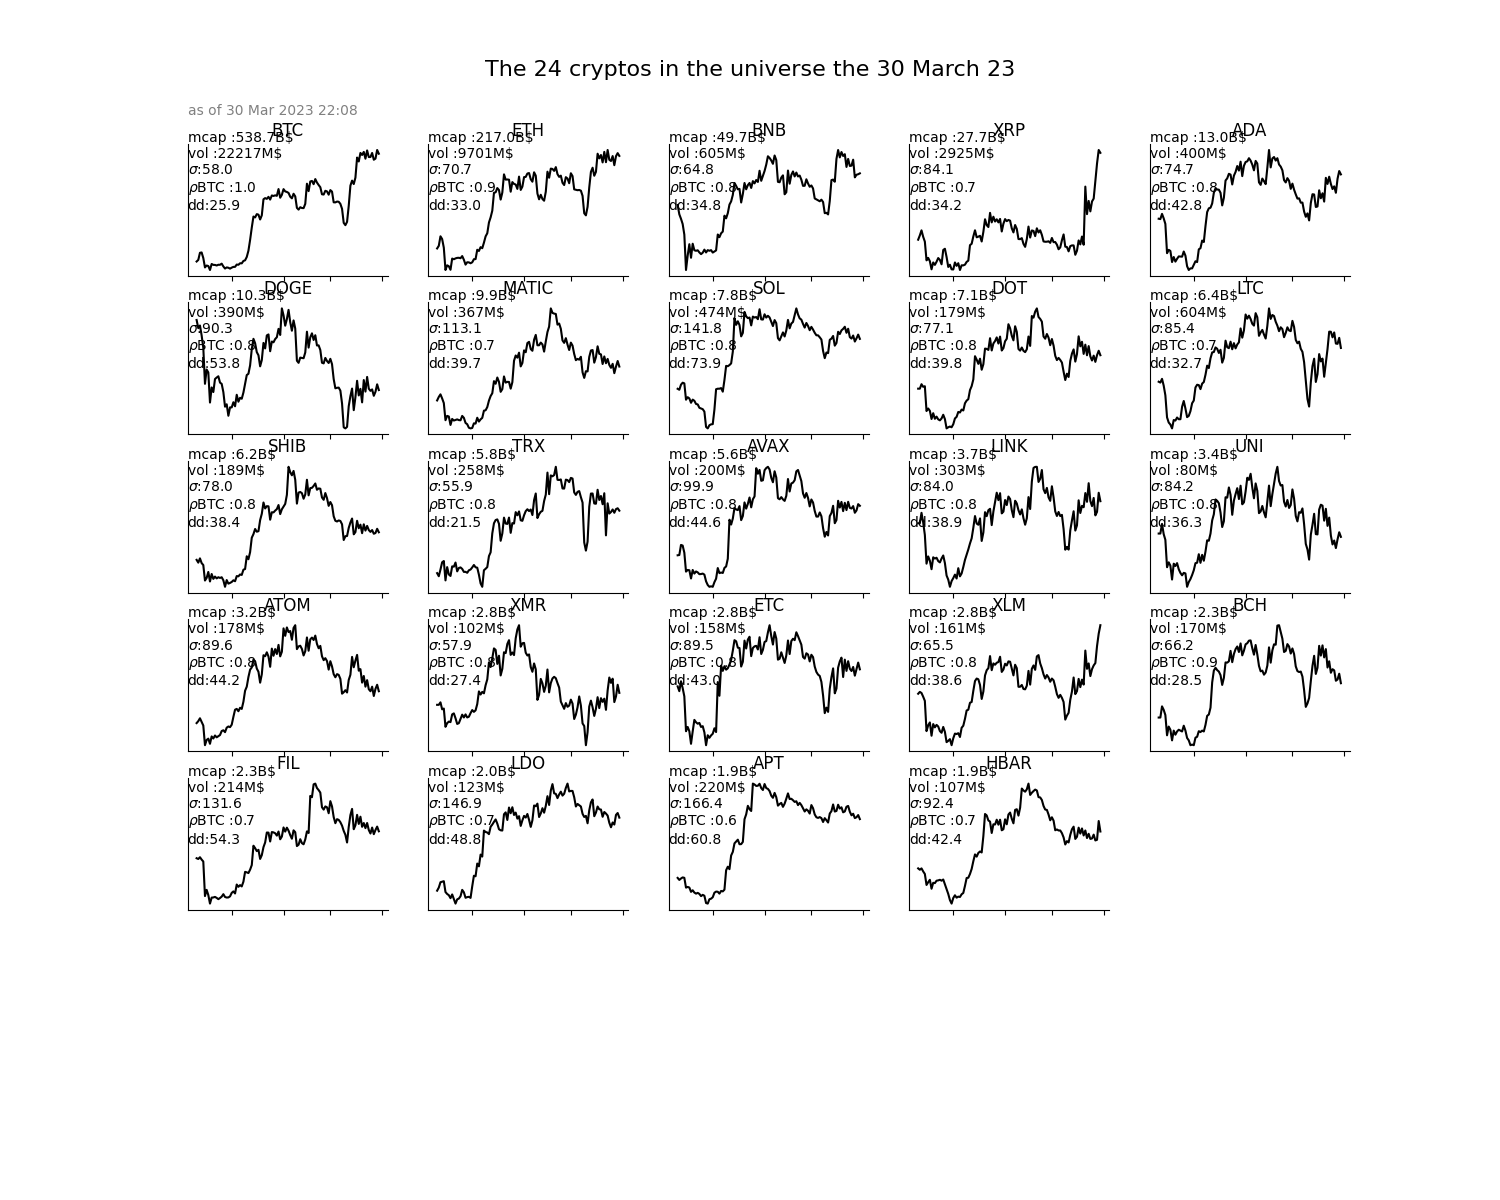 The 24 cryptos in the universe the 30 March 23
as of 30 Mar 2023 22:08
BTC
mcap :538.7B$
vol :22217M$
σ:58.0
ρBTC :1.0
dd:25.9
ETH
mcap :217.0B$
vol :9701M$
σ:70.7
ρBTC :0.9
dd:33.0
BNB
mcap :49.7B$
vol :605M$
σ:64.8
ρBTC :0.8
dd:34.8
XRP
mcap :27.7B$
vol :2925M$
σ:84.1
ρBTC :0.7
dd:34.2
ADA
mcap :13.0B$
vol :400M$
σ:74.7
ρBTC :0.8
dd:42.8
DOGE
mcap :10.3B$
vol :390M$
σ:90.3
ρBTC :0.8
dd:53.8
MATIC
mcap :9.9B$
vol :367M$
σ:113.1
ρBTC :0.7
dd:39.7
SOL
mcap :7.8B$
vol :474M$
σ:141.8
ρBTC :0.8
dd:73.9
DOT
mcap :7.1B$
vol :179M$
σ:77.1
ρBTC :0.8
dd:39.8
LTC
mcap :6.4B$
vol :604M$
σ:85.4
ρBTC :0.7
dd:32.7
SHIB
mcap :6.2B$
vol :189M$
σ:78.0
ρBTC :0.8
dd:38.4
TRX
mcap :5.8B$
vol :258M$
σ:55.9
ρBTC :0.8
dd:21.5
AVAX
mcap :5.6B$
vol :200M$
σ:99.9
ρBTC :0.8
dd:44.6
LINK
mcap :3.7B$
vol :303M$
σ:84.0
ρBTC :0.8
dd:38.9
UNI
mcap :3.4B$
vol :80M$
σ:84.2
ρBTC :0.8
dd:36.3
ATOM
mcap :3.2B$
vol :178M$
σ:89.6
ρBTC :0.8
dd:44.2
XMR
mcap :2.8B$
vol :102M$
σ:57.9
ρBTC :0.8
dd:27.4
ETC
mcap :2.8B$
vol :158M$
σ:89.5
ρBTC :0.8
dd:43.0
XLM
mcap :2.8B$
vol :161M$
σ:65.5
ρBTC :0.8
dd:38.6
BCH
mcap :2.3B$
vol :170M$
σ:66.2
ρBTC :0.9
dd:28.5
FIL
mcap :2.3B$
vol :214M$
σ:131.6
ρBTC :0.7
dd:54.3
LDO
mcap :2.0B$
vol :123M$
σ:146.9
ρBTC :0.7
dd:48.8
APT
mcap :1.9B$
vol :220M$
σ:166.4
ρBTC :0.6
dd:60.8
HBAR
mcap :1.9B$
vol :107M$
σ:92.4
ρBTC :0.7
dd:42.4